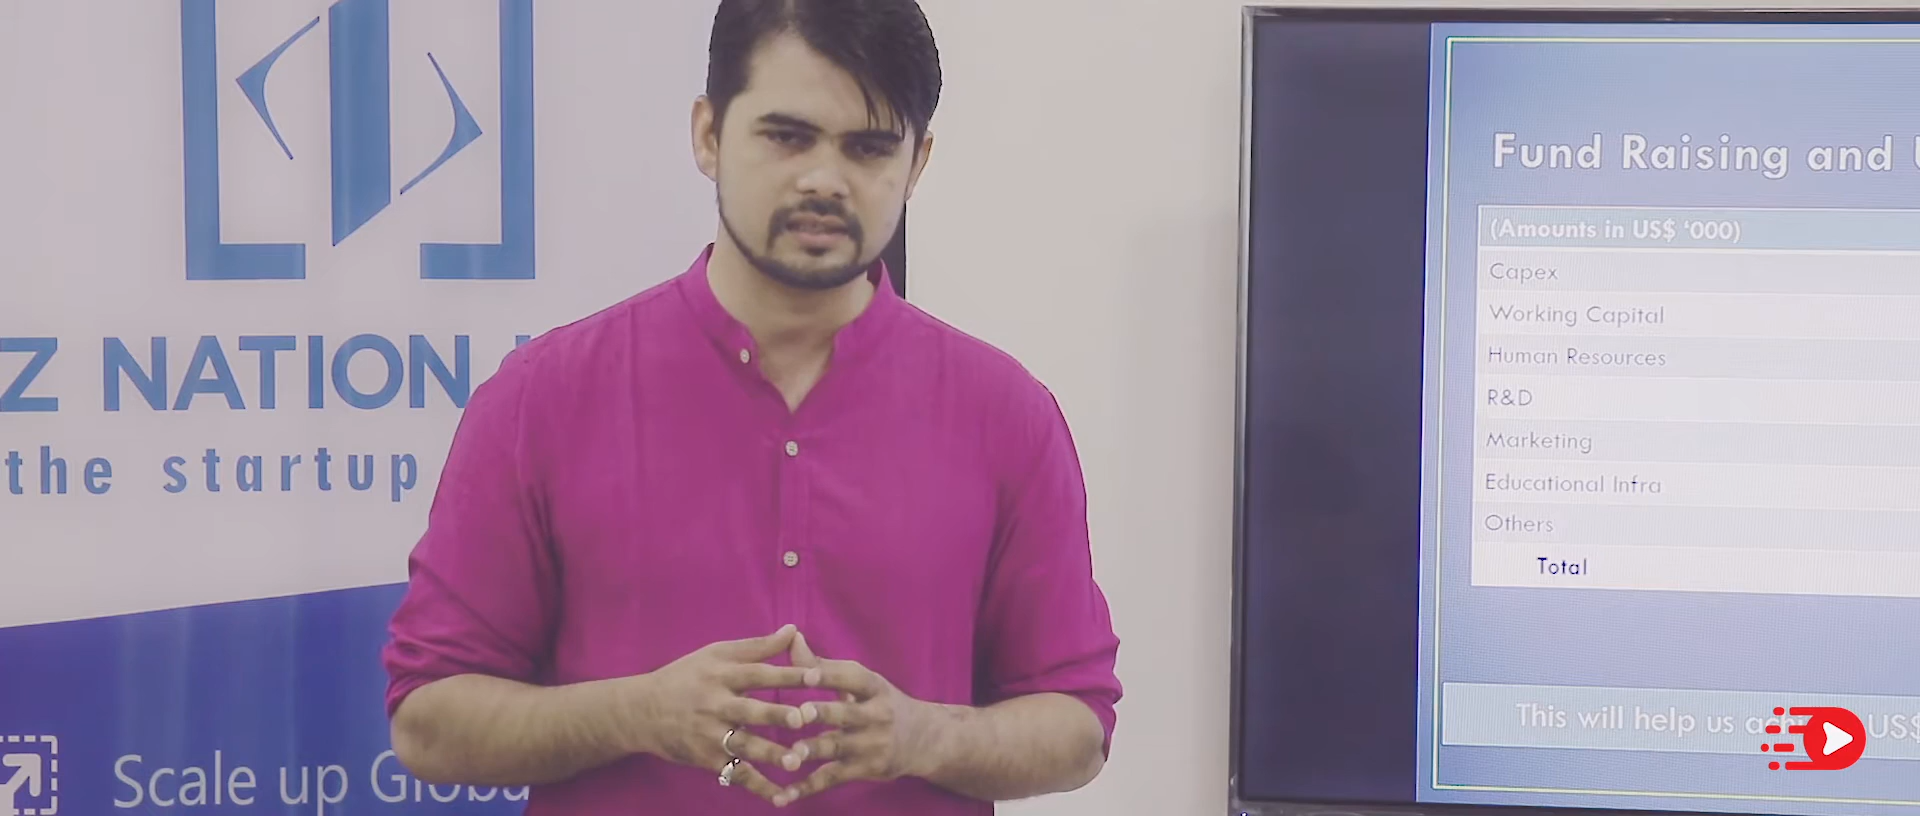 Z NATION
the startup
Scale up Global
Fund Raising and
(Amounts in US$ ‘000)
Capex
Working Capital
Human Resources
R&D
Marketing
Educational Infra
Others
Total
This will help us US$